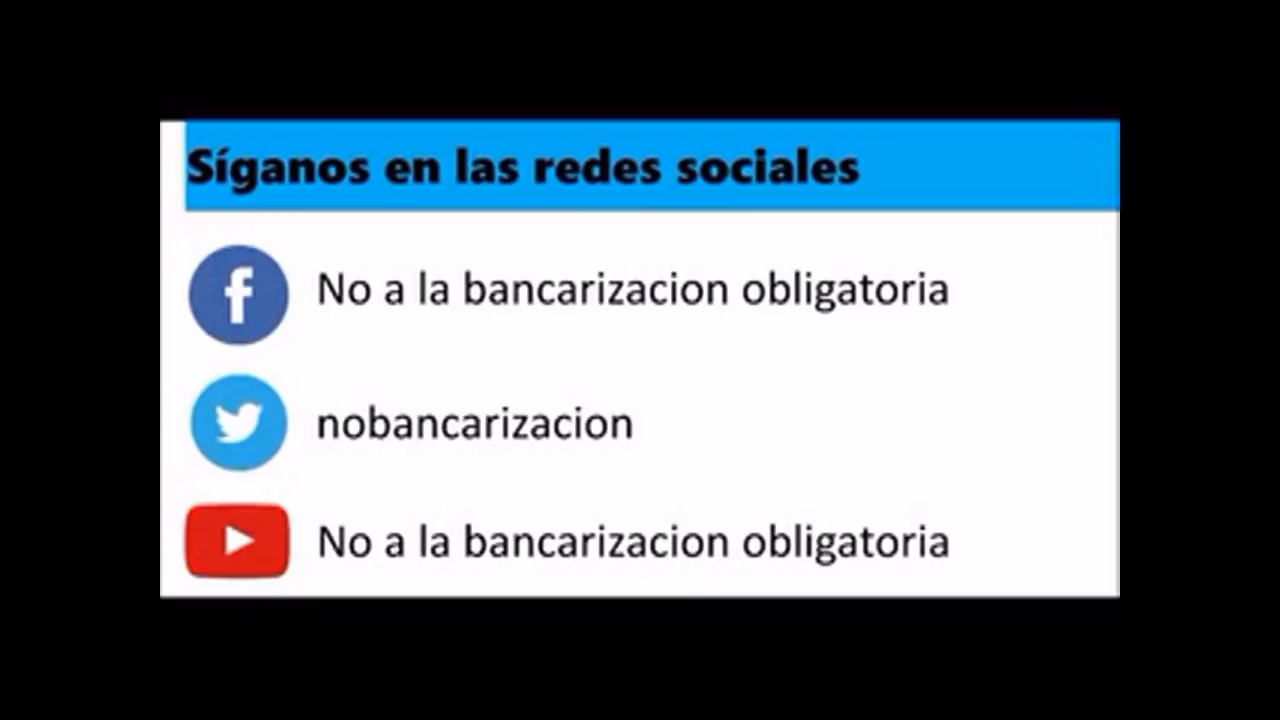 Síganos en las redes sociales
No a la bancarizacion obligatoria
nobancarizacion
No a la bancarizacion obligatoria